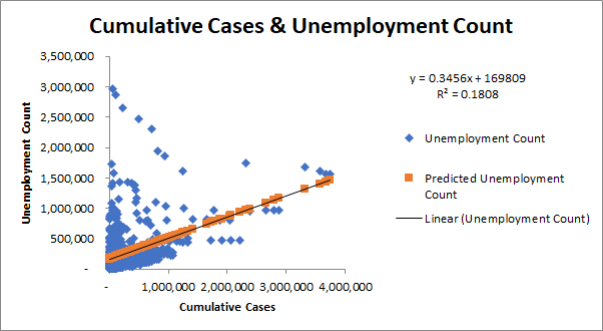 Cumulative Cases & Unemployment Count
3,500,000
3,000,000
2,500,000
2,000,000
1,500,000
1,000,000
500,000
-
Unemployment Count
- 1,000,000 2,000,000 3,000,000 4,000,000
Cumulative Cases
y = 0.3456x + 169809
R² = 0.1808
Unemployment Count
Predicted Unemployment
Count
Linear (Unemployment Count)